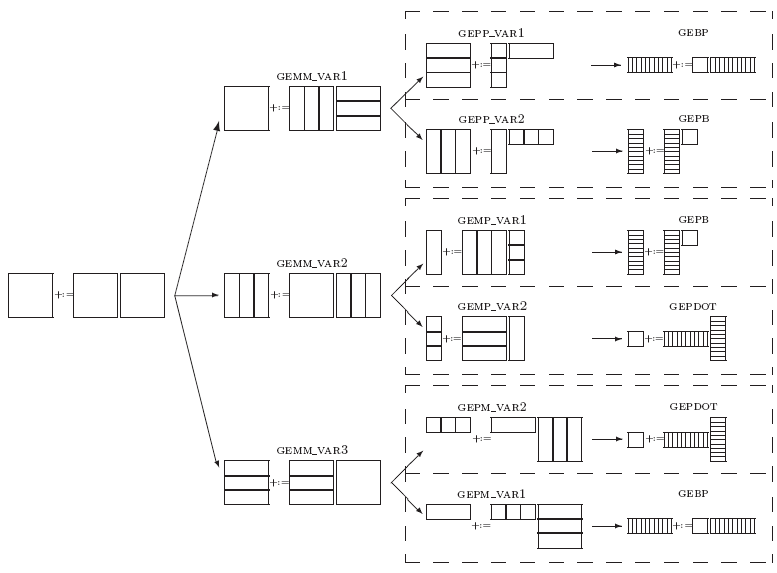 GEMM_VAR1
GEPP_VAR1
GEBP
+:=
+:=
+:=
+:=
GEPP_VAR2
GEPB
+:=
+:=
GEMM_VAR2
GEMP_VAR1
GEPB
+:=
+:=
+:=
GEMP_VAR2
GEPDOT
+:=
+:=
GEMM_VAR3
GEPM_VAR2
GEPDOT
+:=
+:=
+:=
GEPM_VAR1
GEBP
+:=
+:=